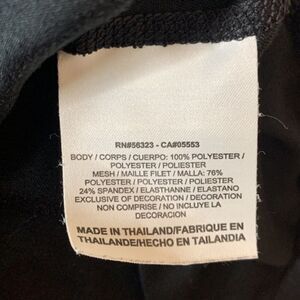 RN#56323 - CA#05553
BODY / CORPS / CUERPO: 100% POLYESTER /
POLYESTER / POLIESTER
MESH / MAILLE FILET / MALLA: 76%
POLYESTER / POLYESTER / POLIESTER
24% SPANDEX / ELASTHANNE / ELASTANO
EXCLUSIVE OF DECORATION / DECORATION
NON COMPRISE / NO INCLUYE LA
DECORACION
MADE IN THAILAND/FABRIQUE EN
THAILANDE/HECHO EN TAILANDIA